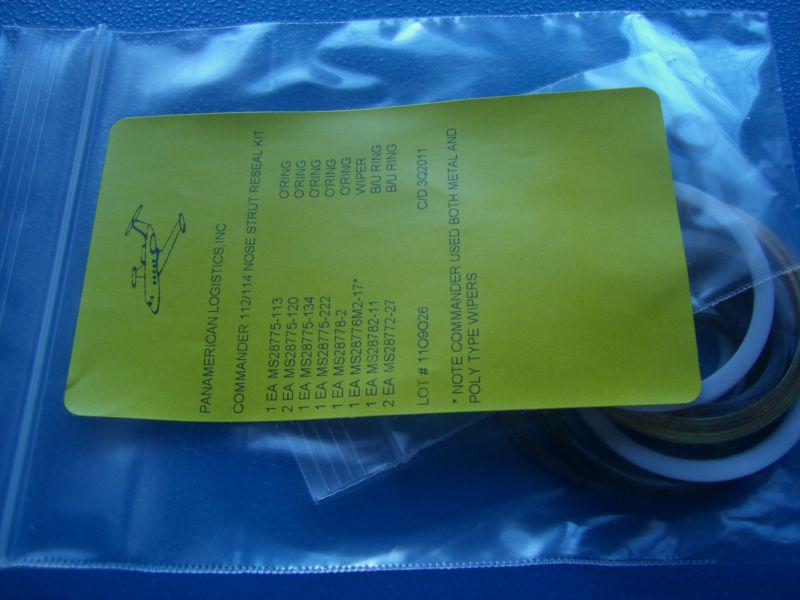 PANAMERICAN LOGISTICS,INC
COMMANDER 112/114 NOSE STRUT RESEAL KIT
1 EA MS28775-113 O'RING
2 EA MS28775-120 O'RING
1 EA MS28775-134 O'RING
1 EA MS28775-222 O'RING
1 EA MS28778-2 O'RING
1 EA MS28776M2-17* WIPER
1 EA MS28782-11 B/U RING
2 EA MS28772-27 B/U RING
LOT # 11O9O26 C/D 3Q2011
* NOTE COMMANDER USED BOTH METAL AND
POLY TYPE WIPERS